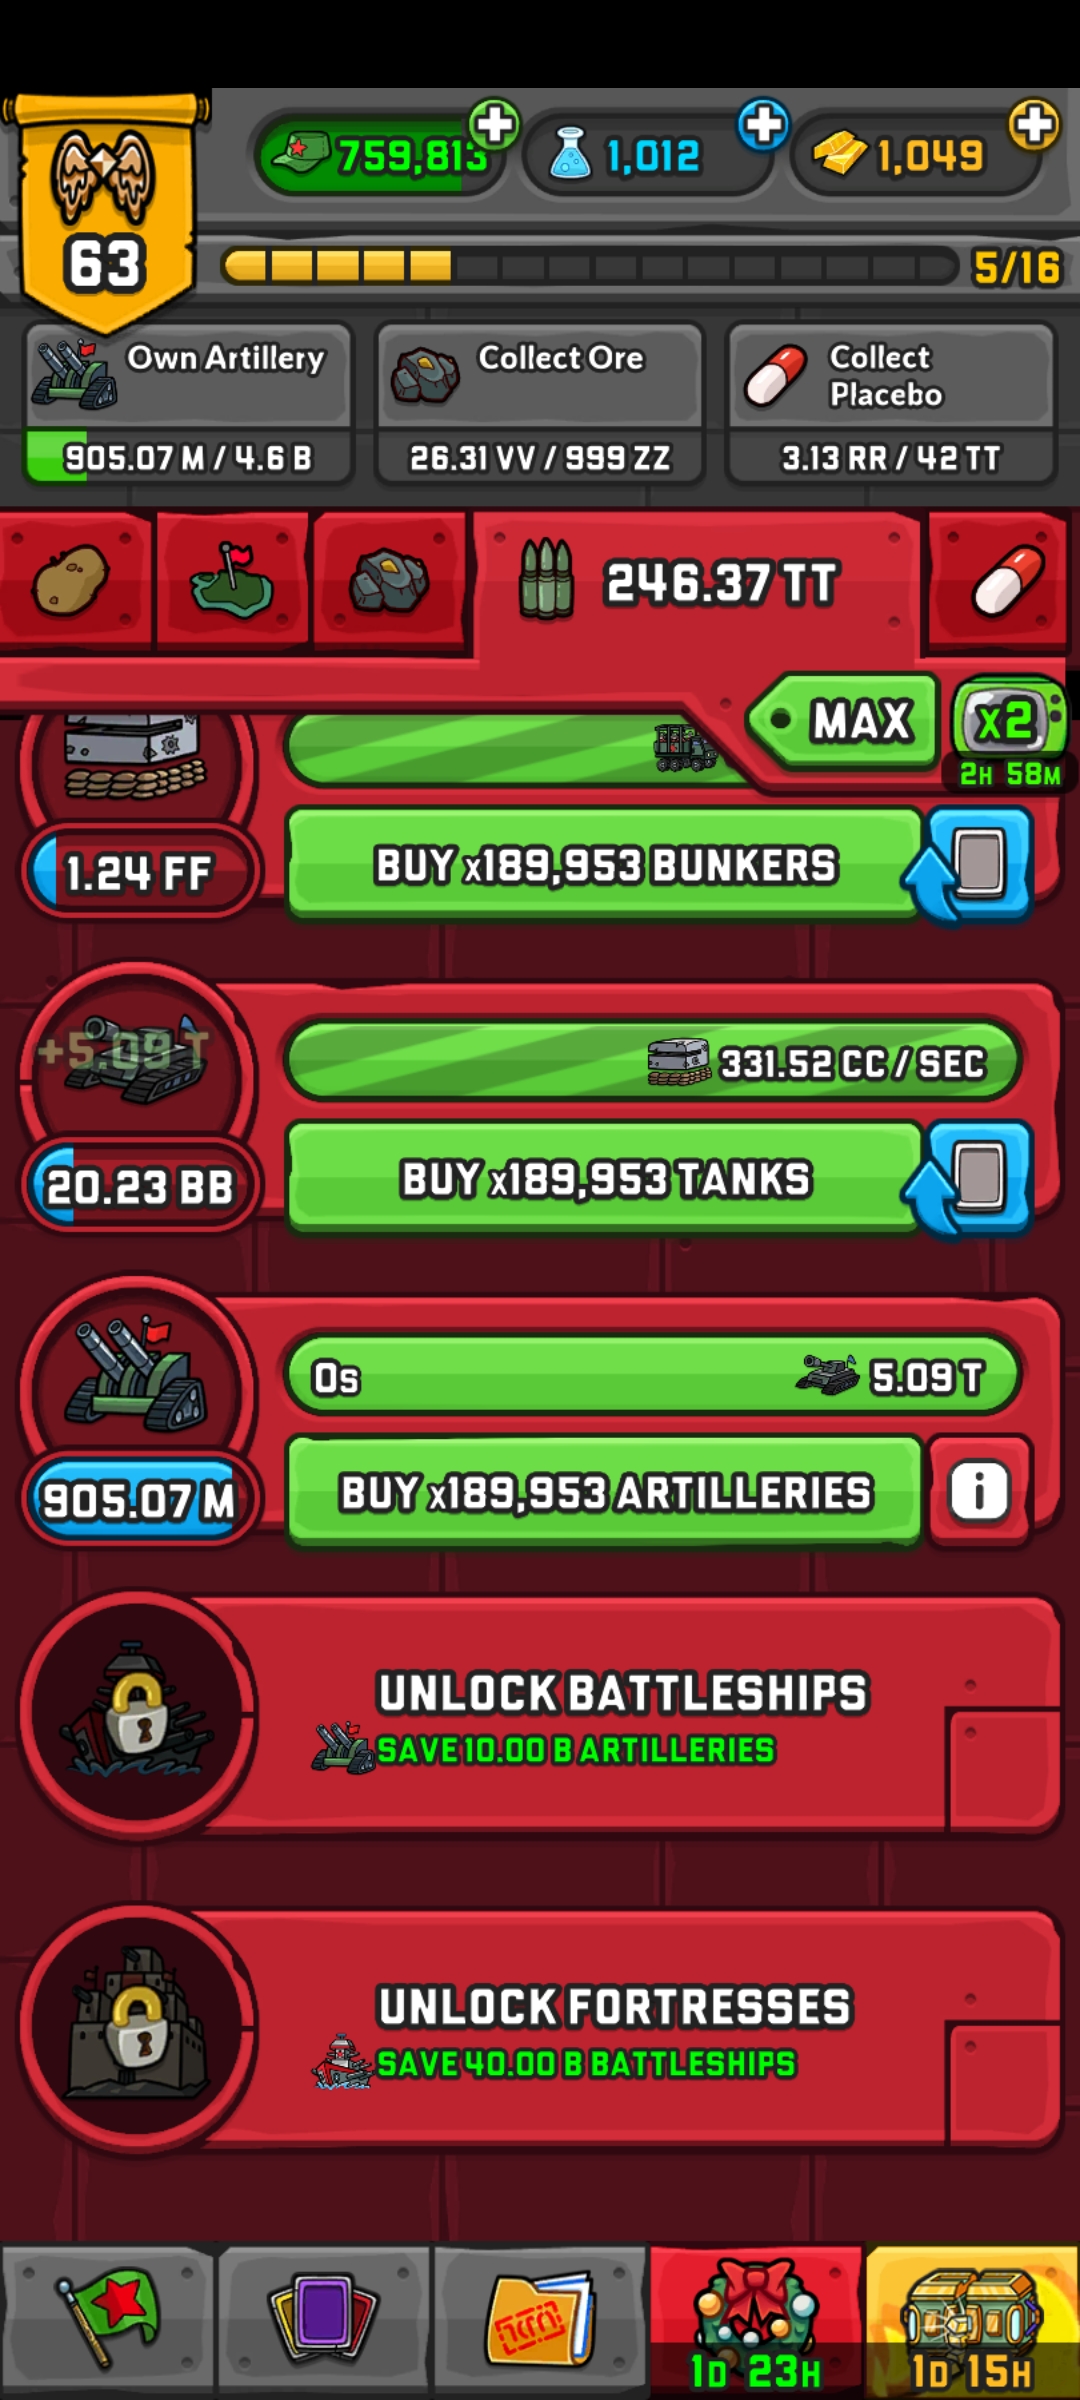 759,813
1,012
1,049
63
5/16
Own Artillery
905.07 M / 4.6 B
Collect Ore
26.31 VV / 999 ZZ
Collect
Placebo
3.13 RR / 42 TT
246.37 TT
MAX
x2
2H 58M
1.24 FF
BUY x189,953 BUNKERS
+5.09 T
331.52 CC / SEC
20.23 BB
BUY x189,953 TANKS
0s
5.09 T
905.07 M
BUY x189,953 ARTILLERIES
i
UNLOCK BATTLESHIPS
SAVE 10.00 B ARTILLERIES
UNLOCK FORTRESSES
SAVE 40.00 B BATTLESHIPS
1D 23H
1D 15H